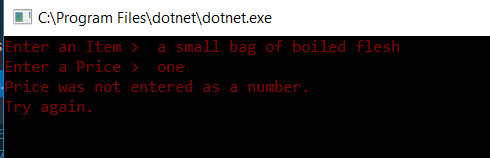 C:\Program Files\dotnet\dotnet.exe
Enter an Item >  a small bag of boiled flesh
Enter a Price >  one
Price was not entered as a number.
Try again.